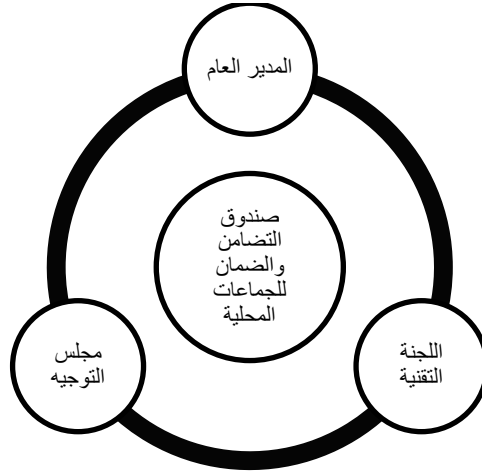 المدير العام
صندوق
التضامن
والضمان
للجماعات
المحلية
اللجنة
التقنية
مجلس
التوجيه